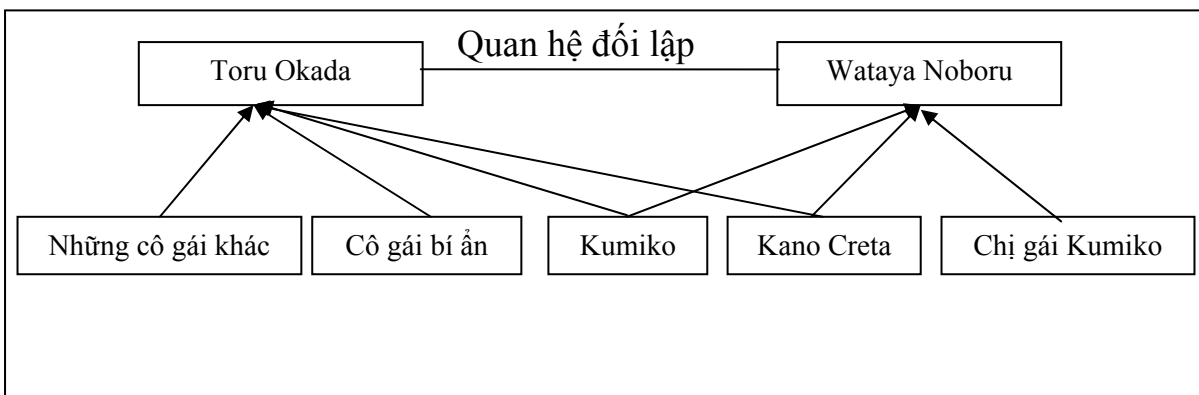 Quan hệ đối lập
Toru Okada
Wataya Noboru
Những cô gái khác
Cô gái bí ẩn
Kumiko
Kano Creta
Chị gái Kumiko